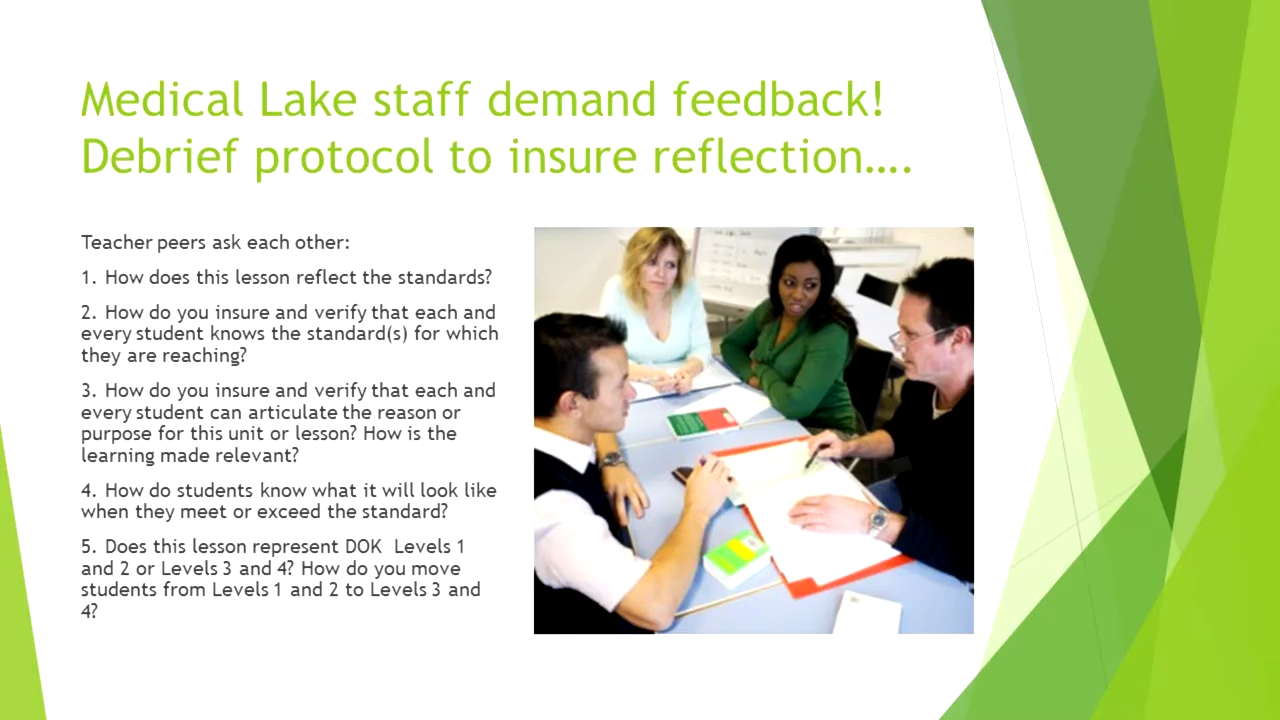 Medical Lake staff demand feedback!
Debrief protocol to insure reflection....
Teacher peers ask each other:
1. How does this lesson reflect the standards?
2. How do you insure and verify that each and
every student knows the standard(s) for which
they are reaching?
3. How do you insure and verify that each and
every student can articulate the reason or
purpose for this unit or lesson? How is the
learning made relevant?
4. How do students know what it will look like
when they meet or exceed the standard?
5. Does this lesson represent DOK  Levels 1
and 2 or Levels 3 and 4? How do you move
students from Levels 1 and 2 to Levels 3 and
4?